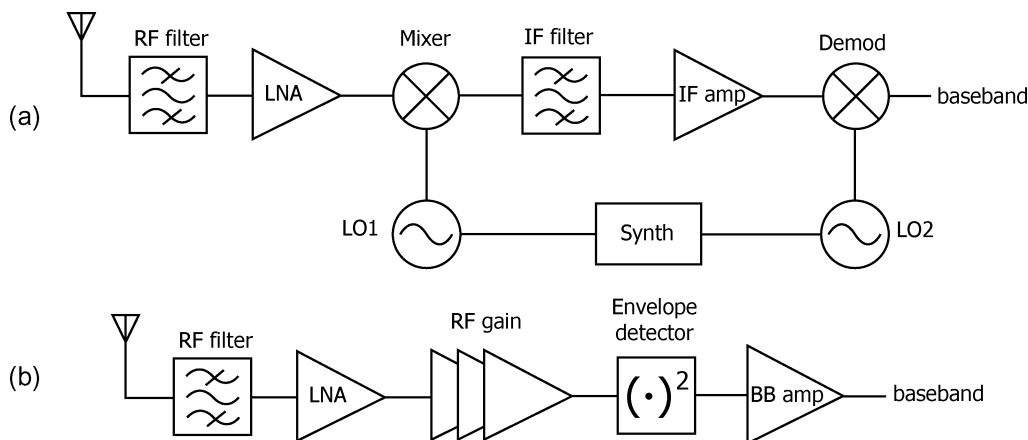 (a)
RF filter
LNA
Mixer
IF filter
IF amp
Demod
baseband
LO1
Synth
LO2
(b)
RF filter
LNA
RF gain
Envelope
detector
(·)²
BB amp
baseband